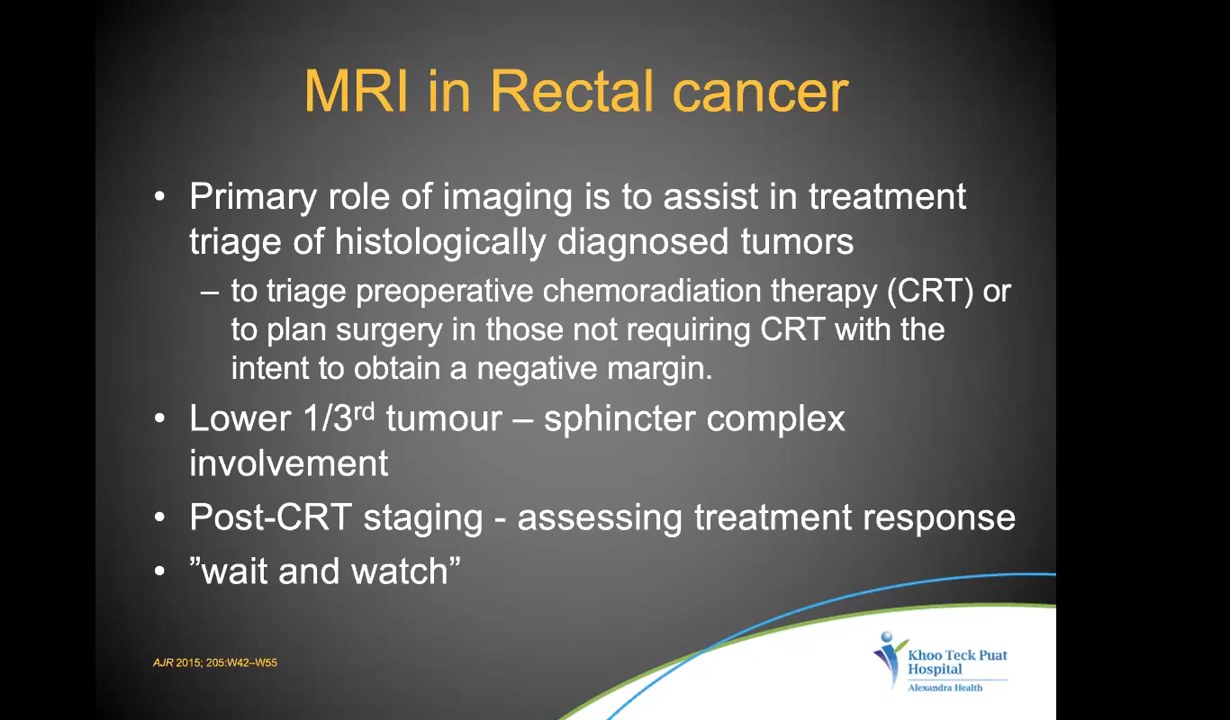 MRI in Rectal cancer
• Primary role of imaging is to assist in treatment
triage of histologically diagnosed tumors
– to triage preoperative chemoradiation therapy (CRT) or
to plan surgery in those not requiring CRT with the
intent to obtain a negative margin.
• Lower 1/3rd tumour – sphincter complex
involvement
• Post-CRT staging - assessing treatment response
• ”wait and watch”
AJR 2015; 205:W42–W55
Khoo Teck Puat
Hospital
Alexandra Health